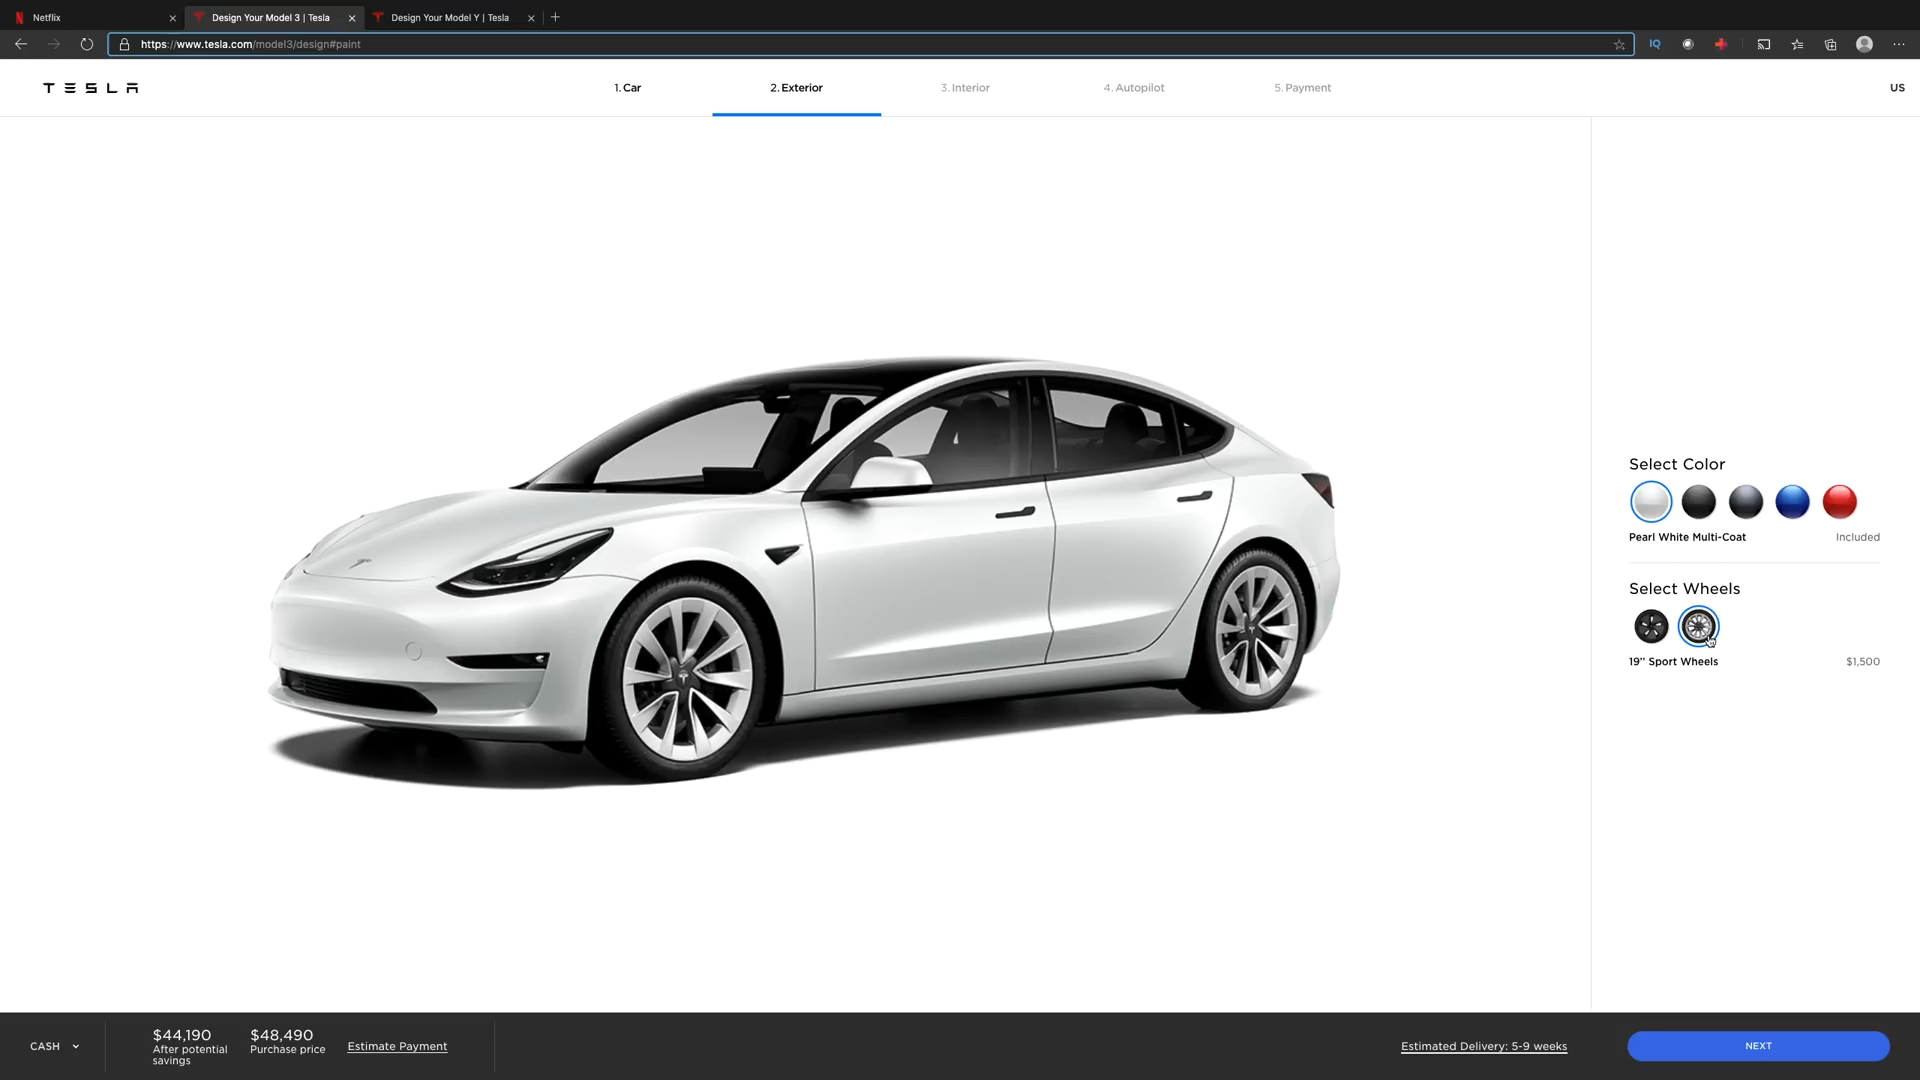 Netflix
Design Your Model 3 | Tesla
Design Your Model Y | Tesla
https://www.tesla.com/model3/design#paint
IQ
TESLA
1. Car
2. Exterior
3. Interior
4. Autopilot
5. Payment
US
Select Color
Pearl White Multi-Coat
Included
Select Wheels
19’’ Sport Wheels
$1,500
CASH
$44,190
After potential
savings
$48,490
Purchase price
Estimate Payment
Estimated Delivery: 5-9 weeks
NEXT